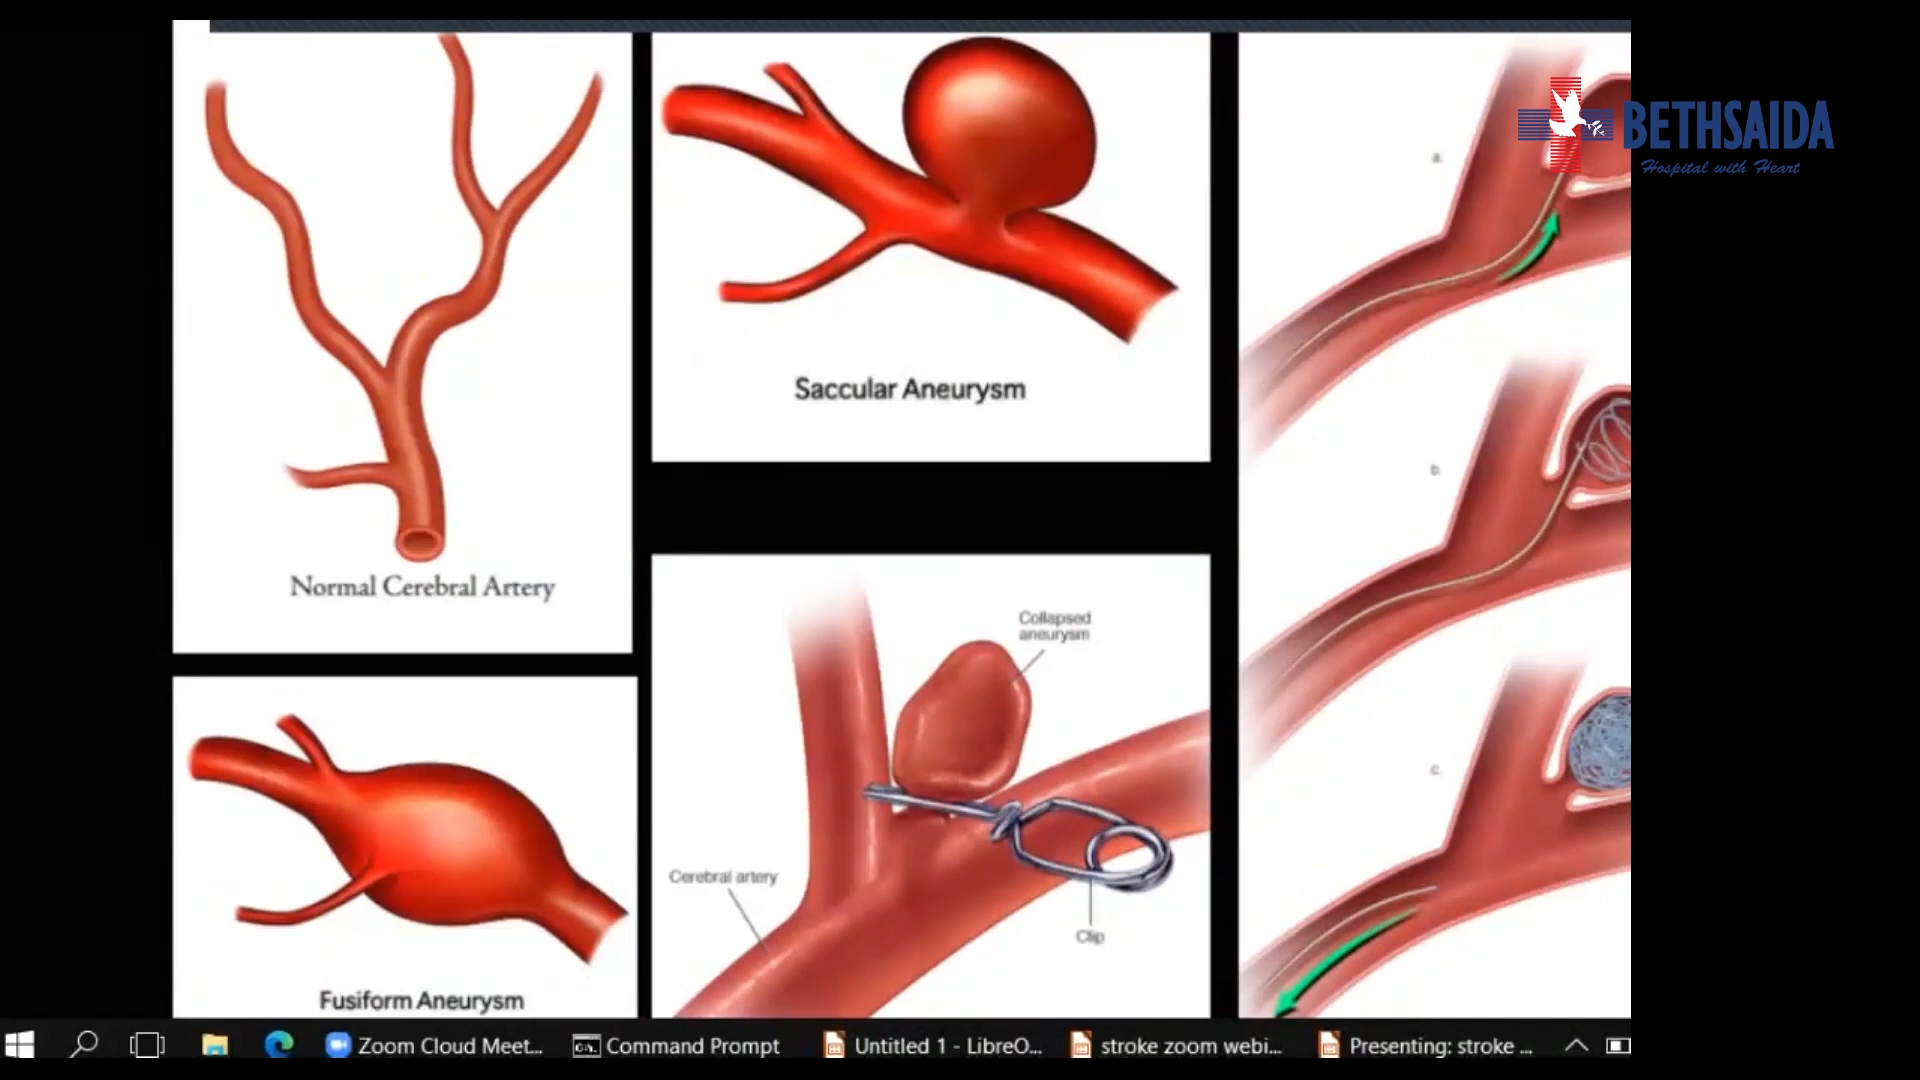 BETHSAIDA
Hospital with Heart
a.
b.
c.
Normal Cerebral Artery
Saccular Aneurysm
Fusiform Aneurysm
Collapsed
aneurysm
Cerebral artery
Clip
Zoom Cloud Meet...
Command Prompt
Untitled 1 - LibreO...
stroke zoom webi...
Presenting: stroke ...